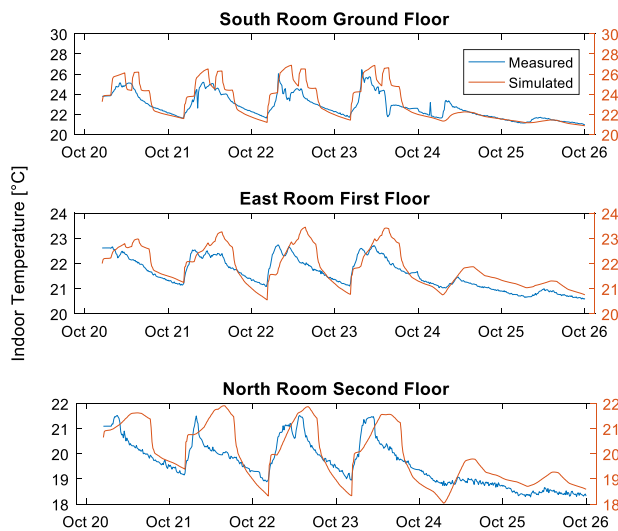 South Room Ground Floor
30 30
28 28
26 26
24 24
22 22
20 20
Measured
Simulated
Oct 20 Oct 21 Oct 22 Oct 23 Oct 24 Oct 25 Oct 26
Indoor Temperature [°C]
East Room First Floor
24 24
23 23
22 22
21 21
20 20
Oct 20 Oct 21 Oct 22 Oct 23 Oct 24 Oct 25 Oct 26
North Room Second Floor
22 22
21 21
20 20
19 19
18 18
Oct 20 Oct 21 Oct 22 Oct 23 Oct 24 Oct 25 Oct 26